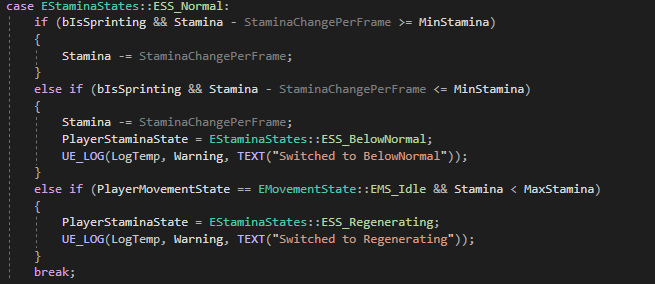 case EStaminaStates::ESS_Normal:
if (bIsSprinting && Stamina - StaminaChangePerFrame >= MinStamina)
{
Stamina -= StaminaChangePerFrame;
}
else if (bIsSprinting && Stamina - StaminaChangePerFrame <= MinStamina)
{
Stamina -= StaminaChangePerFrame;
PlayerStaminaState = EStaminaStates::ESS_BelowNormal;
UE_LOG(LogTemp, Warning, TEXT("Switched to BelowNormal"));
}
else if (PlayerMovementState == EMovementState::EMS_Idle && Stamina < MaxStamina)
{
PlayerStaminaState = EStaminaStates::ESS_Regenerating;
UE_LOG(LogTemp, Warning, TEXT("Switched to Regenerating"));
}
break;